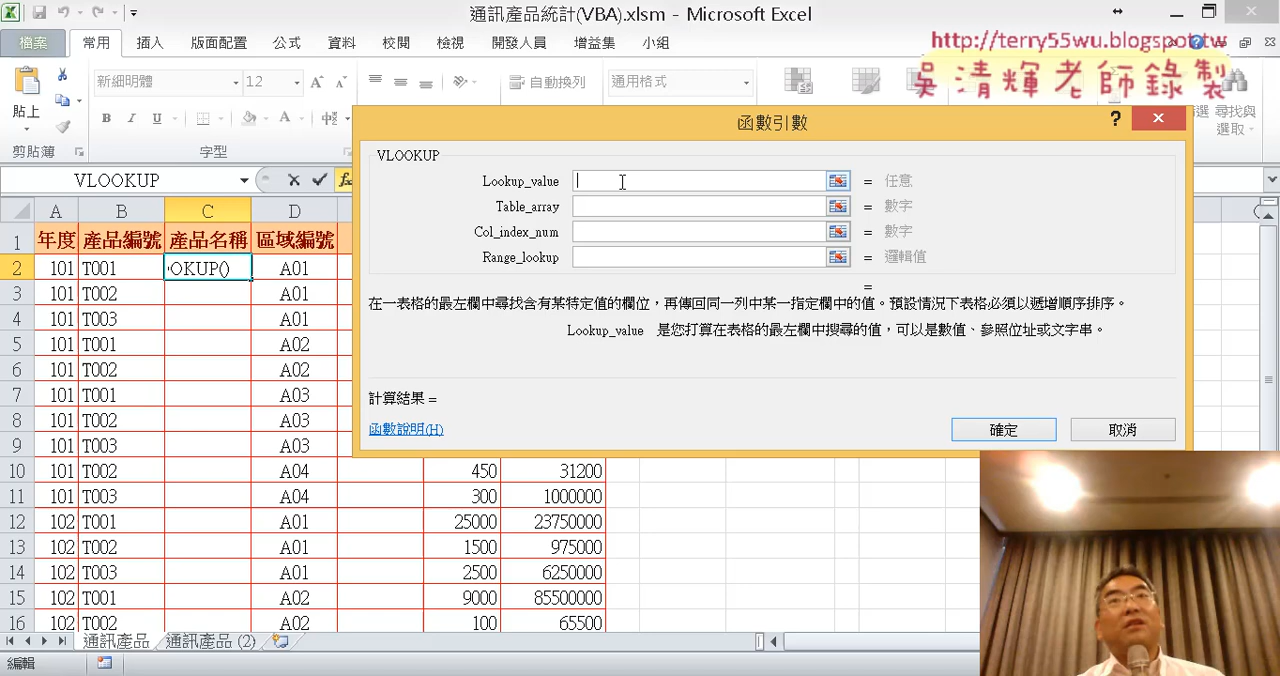 通訊產品統計(VBA).xlsm - Microsoft Excel
檔案 常用 插入 版面配置 公式 資料 校閱 檢視 開發人員 增益集 小組
http://terry55wu.blogspot.tw
吳清輝老師錄製
貼上
新細明體 12
自動換列
通用格式
B I U A 中
尋找與
選取
剪貼簿 字型
VLOOKUP
函數引數
VLOOKUP
Lookup_value = 任意
Table_array = 數字
Col_index_num = 數字
Range_lookup = 邏輯值
=
在一表格的最左欄中尋找含有某特定值的欄位，再傳回同一列中某一指定欄中的值。預設情況下表格必須以遞增順序排序。
Lookup_value 是您打算在表格的最左欄中搜尋的值，可以是數值、參照位址或文字串。
計算結果 =
函數說明(H)
確定 取消
A B C D
1 年度 產品編號 產品名稱 區域編號
2 101 T001 OKUP() A01
3 101 T002 A01
4 101 T003 A01
5 101 T001 A02
6 101 T002 A02
7 101 T001 A03
8 101 T002 A03
9 101 T003 A03
10 101 T002 A04 450 31200
11 101 T003 A04 300 1000000
12 102 T001 A01 25000 23750000
13 102 T002 A01 1500 975000
14 102 T003 A01 2500 6250000
15 102 T001 A02 9000 85500000
16 102 T002 A02 100 65500
通訊產品 通訊產品 (2)
編輯